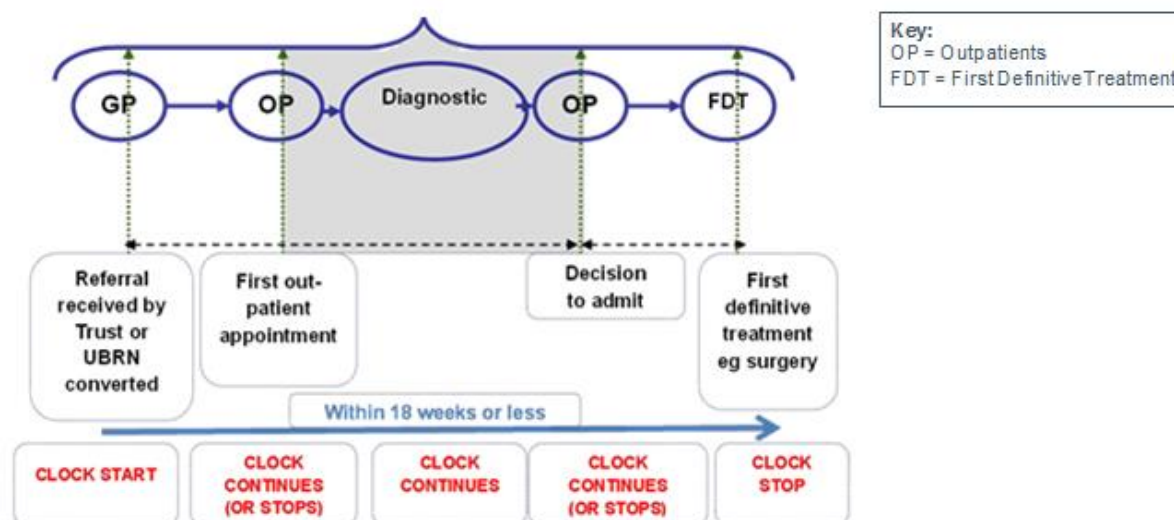 Key:
OP = Outpatients
FDT = First Definitive Treatment
GP
OP
Diagnostic
OP
FDT
Referral
received by
Trust or
UBRN
converted
First out-
patient
appointment
Decision
to admit
First
definitive
treatment
eg surgery
Within 18 weeks or less
CLOCK START
CLOCK
CONTINUES
(OR STOPS)
CLOCK
CONTINUES
CLOCK
CONTINUES
(OR STOPS)
CLOCK
STOP